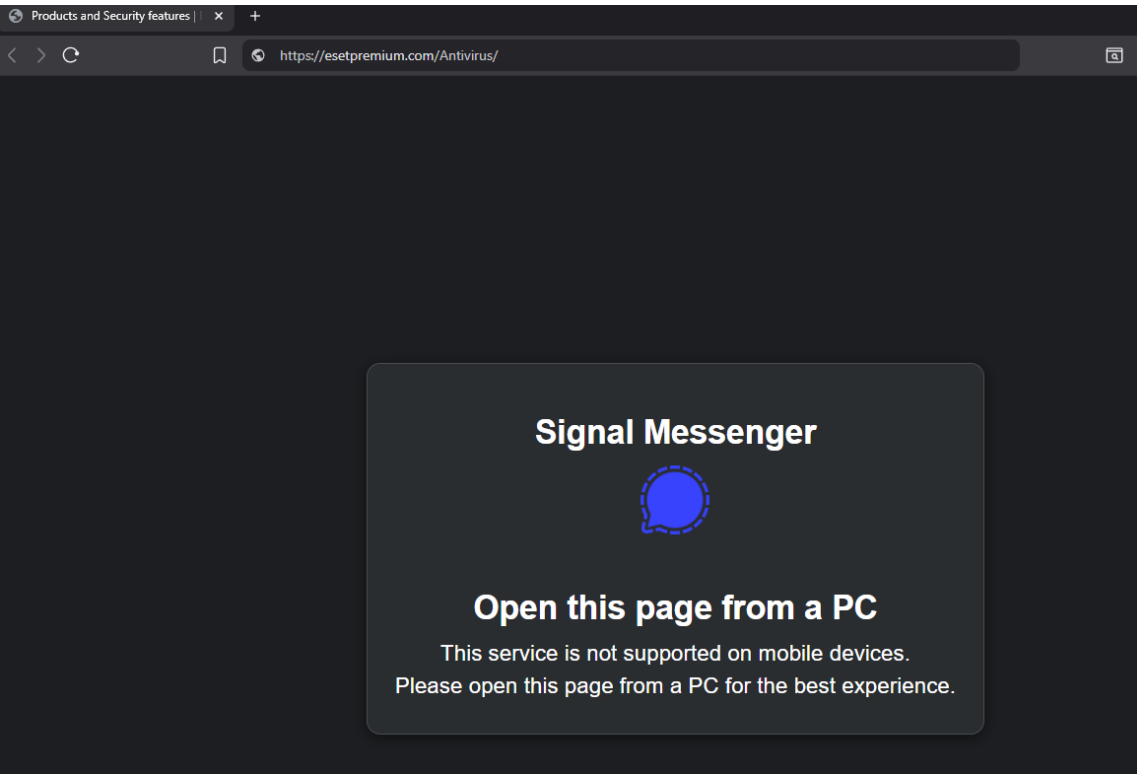 Products and Security features |
https://esetpremium.com/Antivirus/
Signal Messenger
Open this page from a PC
This service is not supported on mobile devices.
Please open this page from a PC for the best experience.